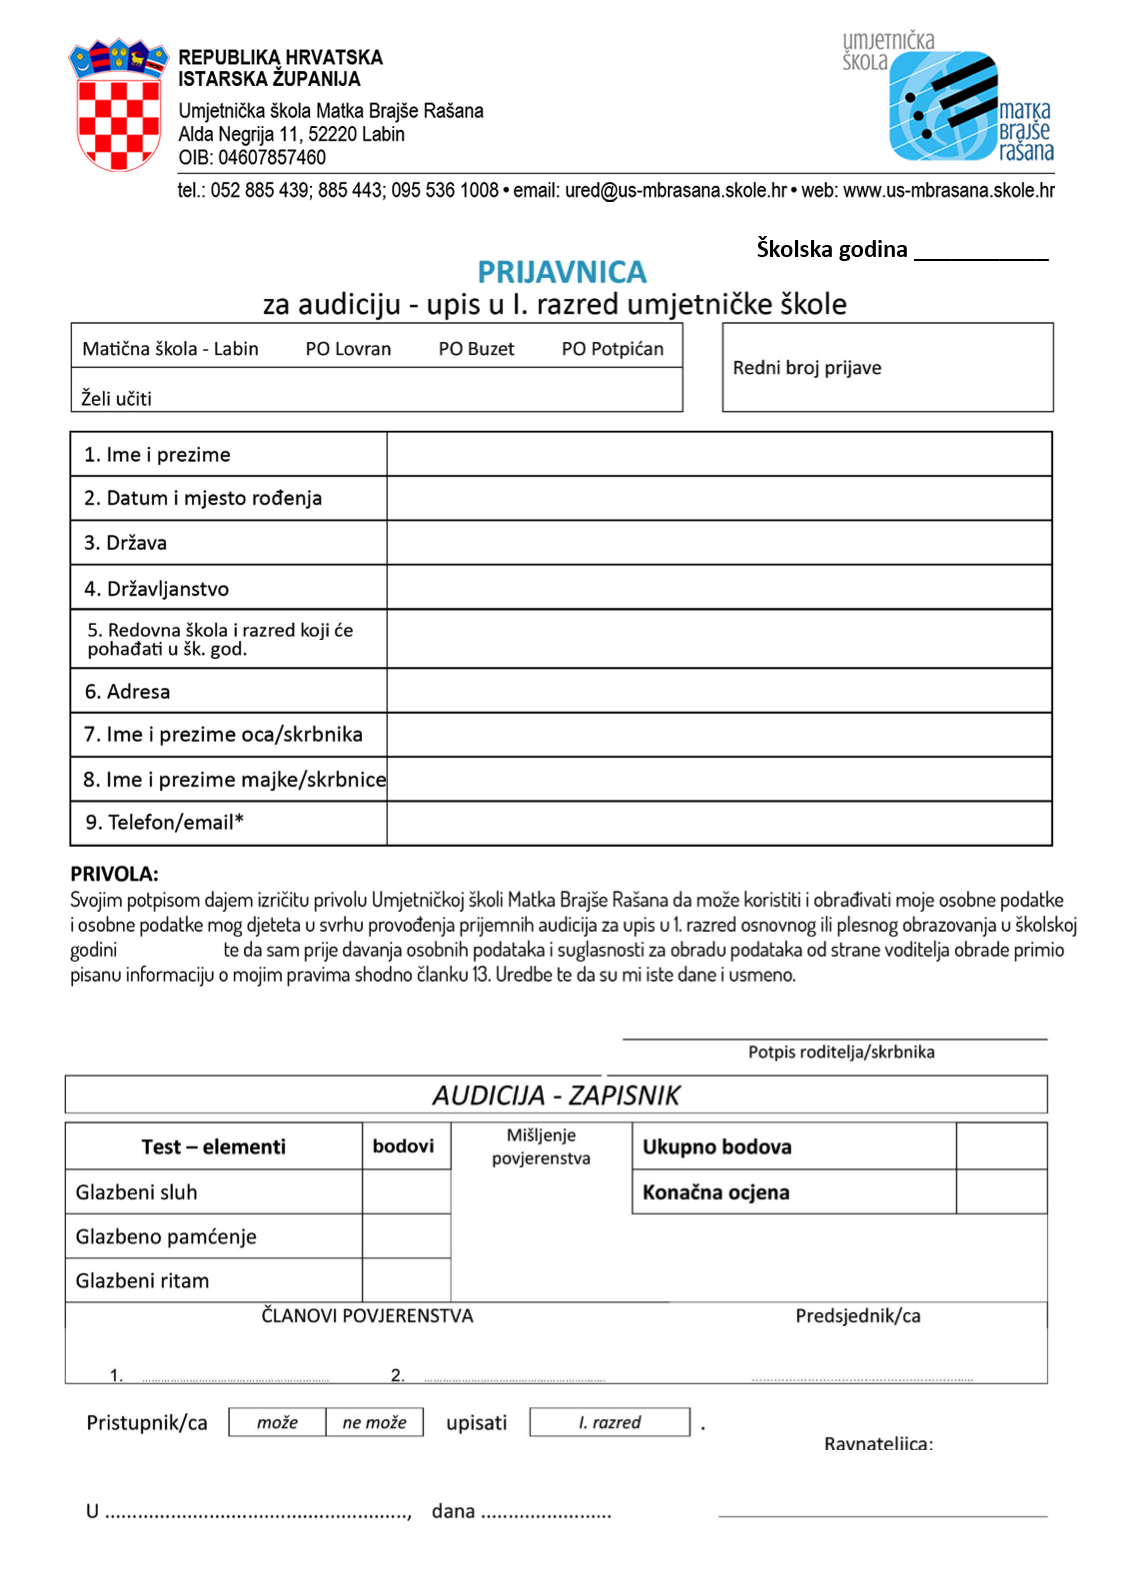 REPUBLIKA HRVATSKA
ISTARSKA ŽUPANIJA
Umjetnička škola Matka Brajše Rašana
Alda Negrija 11, 52220 Labin
OIB: 04607857460
tel.: 052 885 439; 885 443; 095 536 1008 • email: ured@us-mbrasana.skole.hr • web: www.us-mbrasana.skole.hr
umjetnička
škola
matka
brajše
rašana
Školska godina ___________
PRIJAVNICA
za audiciju - upis u I. razred umjetničke škole
Matična škola - Labin PO Lovran PO Buzet PO Potpićan
Želi učiti
Redni broj prijave
1. Ime i prezime
2. Datum i mjesto rođenja
3. Država
4. Državljanstvo
5. Redovna škola i razred koji će
pohađati u šk. god.
6. Adresa
7. Ime i prezime oca/skrbnika
8. Ime i prezime majke/skrbnice
9. Telefon/email*
PRIVOLA:
Svojim potpisom dajem izričitu privolu Umjetničkoj školi Matka Brajše Rašana da može koristiti i obrađivati moje osobne podatke
i osobne podatke mog djeteta u svrhu provođenja prijemnih audicija za upis u 1. razred osnovnog ili plesnog obrazovanja u školskoj
godini te da sam prije davanja osobnih podataka i suglasnosti za obradu podataka od strane voditelja obrade primio
pisanu informaciju o mojim pravima shodno članku 13. Uredbe te da su mi iste dane i usmeno.
Potpis roditelja/skrbnika
AUDICIJA - ZAPISNIK
Test – elementi bodovi Mišljenje
povjerenstva
Ukupno bodova
Glazbeni sluh
Konačna ocjena
Glazbeno pamćenje
Glazbeni ritam
ČLANOVI POVJERENSTVA Predsjednik/ca
1. ........................................ 2. ........................................ ........................................
Pristupnik/ca može ne može upisati I. razred .
Ravnateljica:
U ......................................................, dana ........................